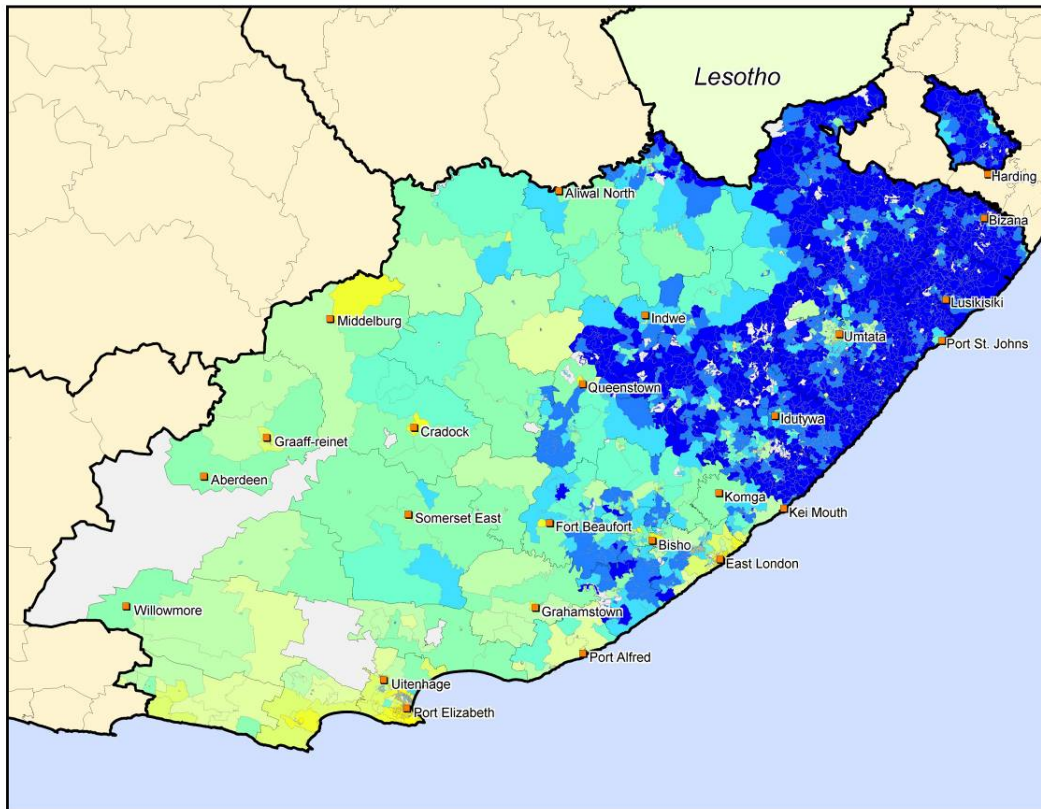 Lesotho
Harding
Aliwal North
Bizana
Lusikisiki
Middelburg
Indwe
Umtata
Port St. Johns
Queenstown
Idutywa
Cradock
Graaff-reinet
Aberdeen
Komga
Kei Mouth
Somerset East
Fort Beaufort
Bisho
East London
Willowmore
Grahamstown
Port Alfred
Uitenhage
Port Elizabeth